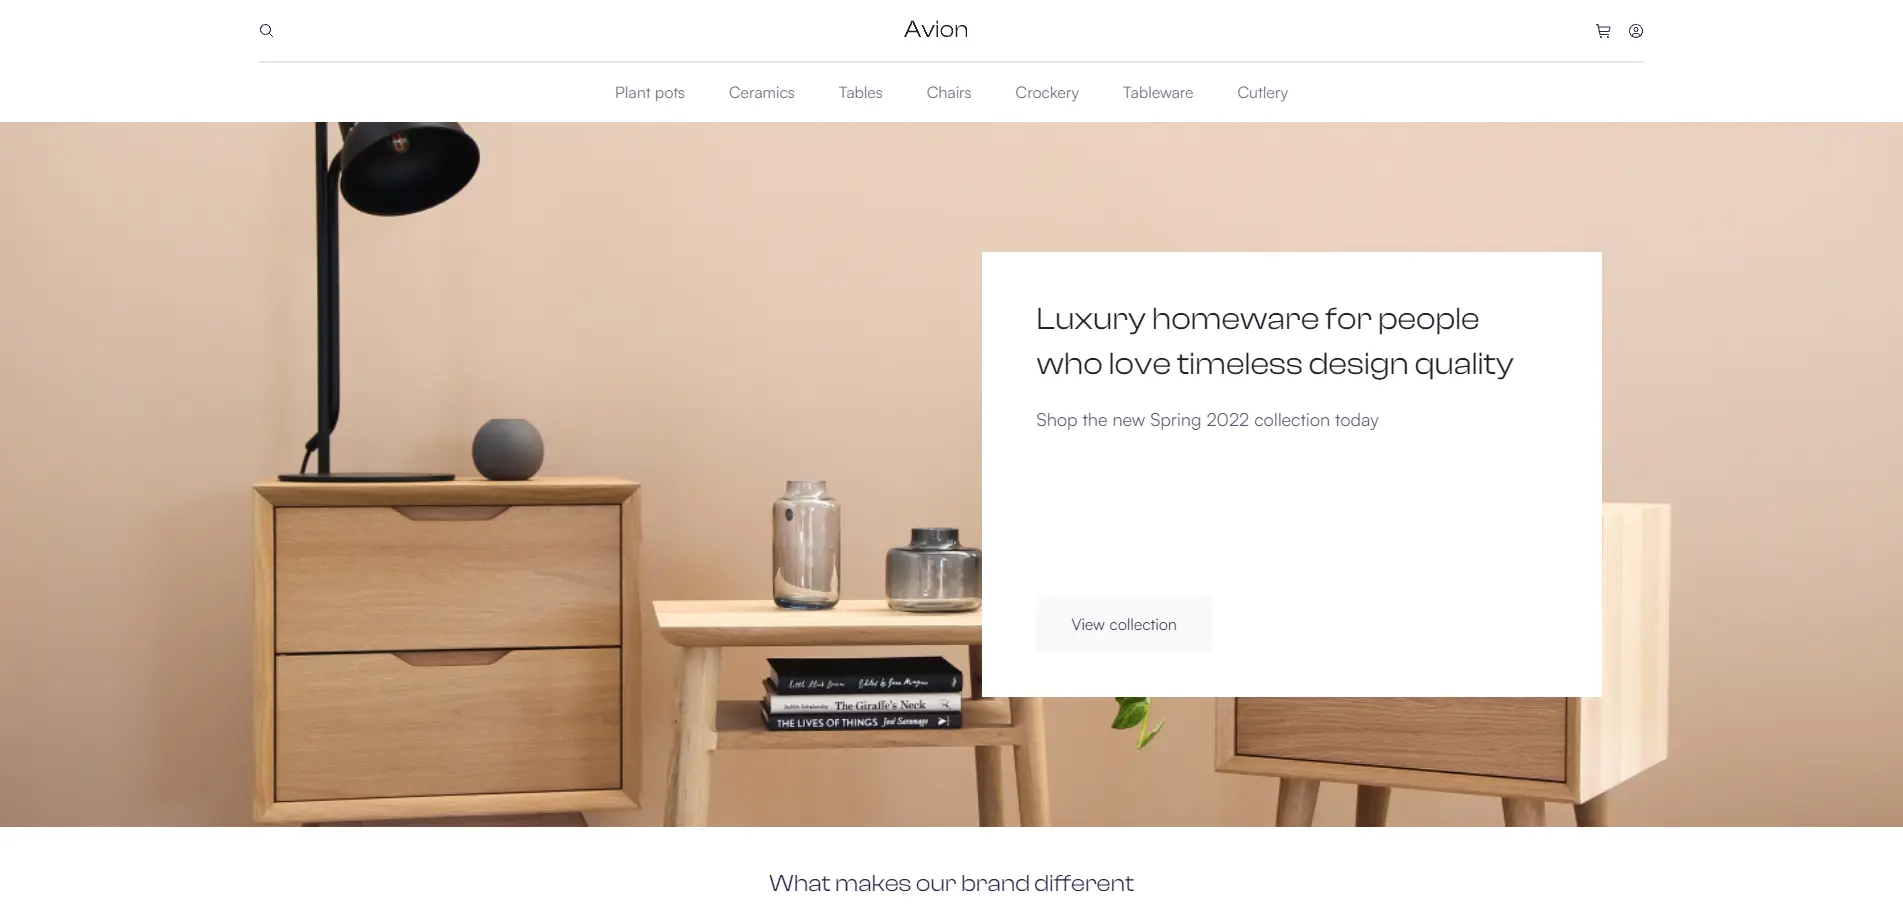 Avion
Plant pots Ceramics Tables Chairs Crockery Tableware Cutlery
Luxury homeware for people
who love timeless design quality
Shop the new Spring 2022 collection today
View collection
The Giraffe's Neck
THE LIVES OF THINGS José Saramago
What makes our brand different